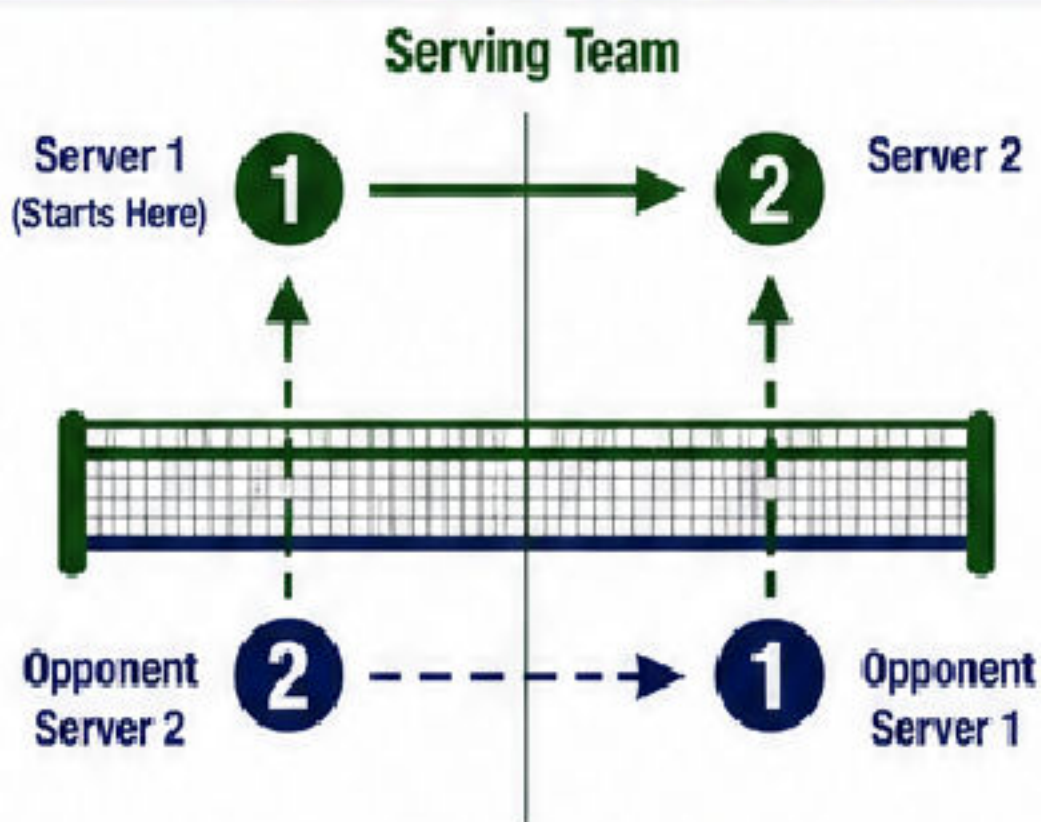 Serving Team
Server 1
(Starts Here)
1
2
Server 2
Opponent
Server 2
2
1
Opponent
Server 1